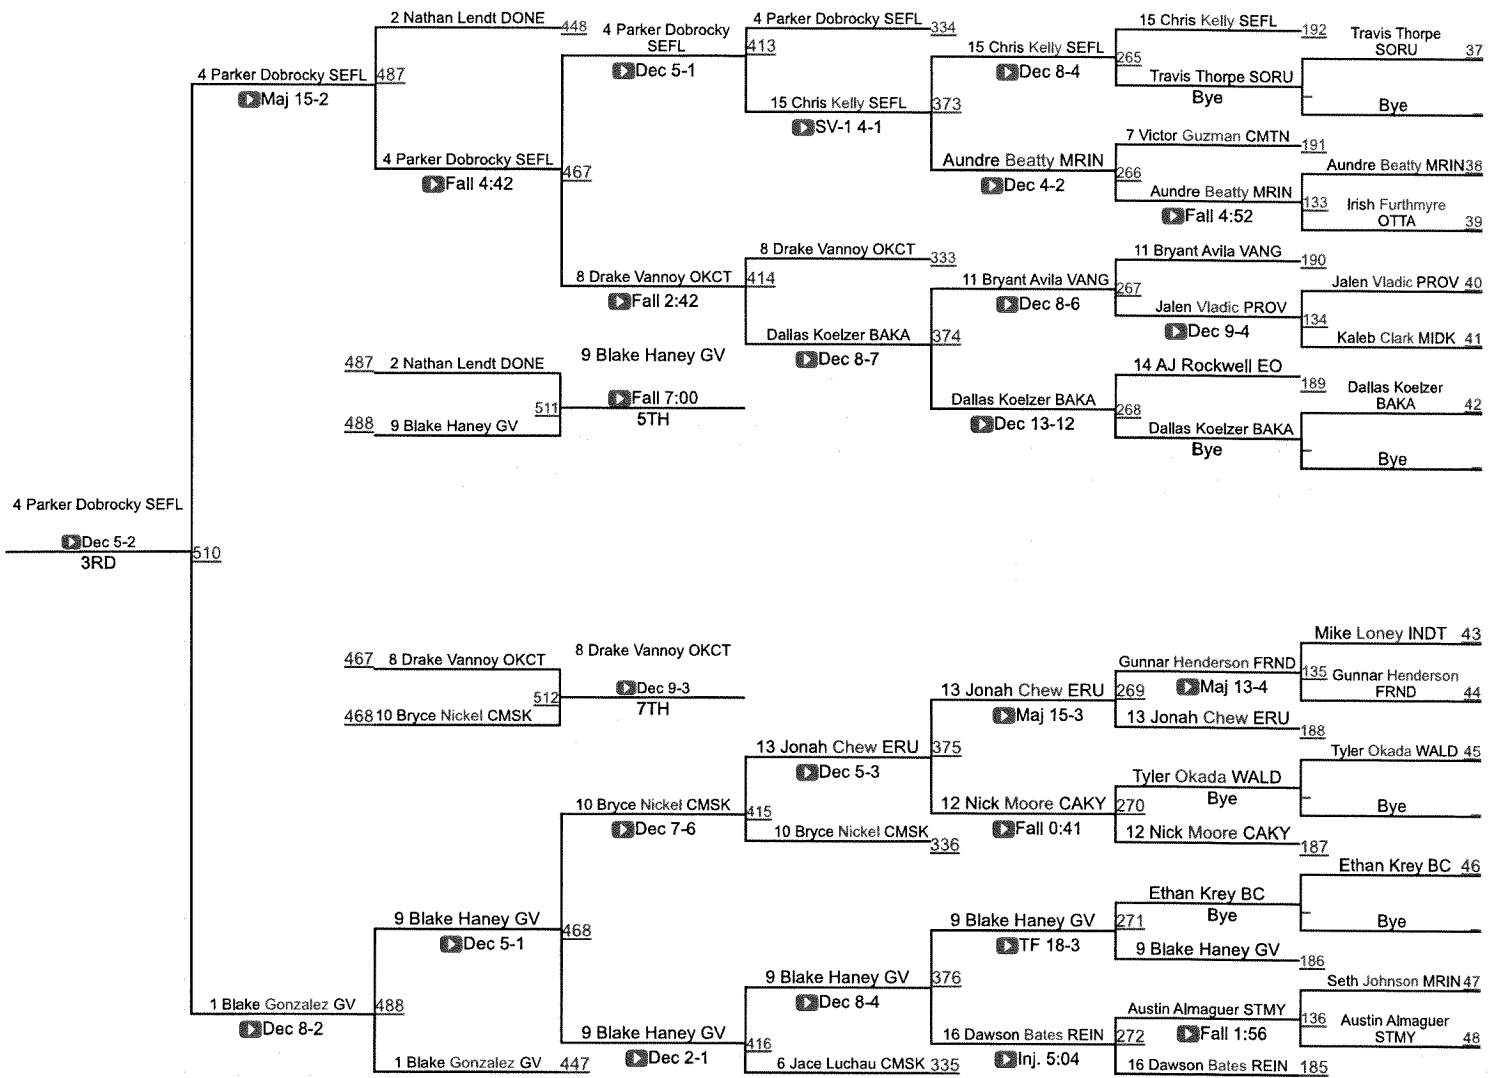 2 Nathan Lendt DONE
448
4 Parker Dobrocky SEFL
487
Maj 15-2
4 Parker Dobrocky SEFL
467
Fall 4:42
4 Parker Dobrocky
SEFL
413
Dec 5-1
4 Parker Dobrocky SEFL
334
15 Chris Kelly SEFL
373
SV-1 4-1
15 Chris Kelly SEFL
265
Dec 8-4
15 Chris Kelly SEFL
192
Travis Thorpe
SORU
37
Travis Thorpe SORU
Bye
Bye
Aundre Beatty MRIN
266
Dec 4-2
7 Victor Guzman CMTN
191
Aundre Beatty MRIN
133
Fall 4:52
Aundre Beatty MRIN 38
Irish Furthmyre
OTTA
39
8 Drake Vannoy OKCT
414
Fall 2:42
8 Drake Vannoy OKCT
333
Dallas Koelzer BAKA
374
Dec 8-7
11 Bryant Avila VANG
267
Dec 8-6
11 Bryant Avila VANG
190
Jalen Vladic PROV
134
Dec 9-4
Jalen Vladic PROV 40
Kaleb Clark MIDK 41
Dallas Koelzer BAKA
268
Dec 13-12
14 AJ Rockwell EO
189
Dallas Koelzer BAKA
Bye
Dallas Koelzer
BAKA
42
Bye
487
2 Nathan Lendt DONE
488
9 Blake Haney GV
511
9 Blake Haney GV
Fall 7:00
5TH
4 Parker Dobrocky SEFL
Dec 5-2
3RD
510
467
8 Drake Vannoy OKCT
468 10 Bryce Nickel CMSK
512
8 Drake Vannoy OKCT
Dec 9-3
7TH
1 Blake Gonzalez GV
488
Dec 8-2
9 Blake Haney GV
468
Dec 5-1
1 Blake Gonzalez GV
447
10 Bryce Nickel CMSK
415
Dec 7-6
13 Jonah Chew ERU
375
Dec 5-3
10 Bryce Nickel CMSK
336
13 Jonah Chew ERU
269
Maj 15-3
Gunnar Henderson FRND
135
Maj 13-4
Mike Loney INDT 43
Gunnar Henderson
FRND
44
13 Jonah Chew ERU
188
12 Nick Moore CAKY
270
Fall 0:41
Tyler Okada WALD
Bye
Tyler Okada WALD 45
Bye
12 Nick Moore CAKY
187
9 Blake Haney GV
416
Dec 2-1
9 Blake Haney GV
376
Dec 8-4
6 Jace Luchau CMSK 335
9 Blake Haney GV
271
TF 18-3
Ethan Krey BC
Bye
Ethan Krey BC 46
Bye
9 Blake Haney GV
186
16 Dawson Bates REIN
272
Inj. 5:04
Austin Almaguer STMY
136
Fall 1:56
Seth Johnson MRIN 47
Austin Almaguer
STMY
48
16 Dawson Bates REIN
185